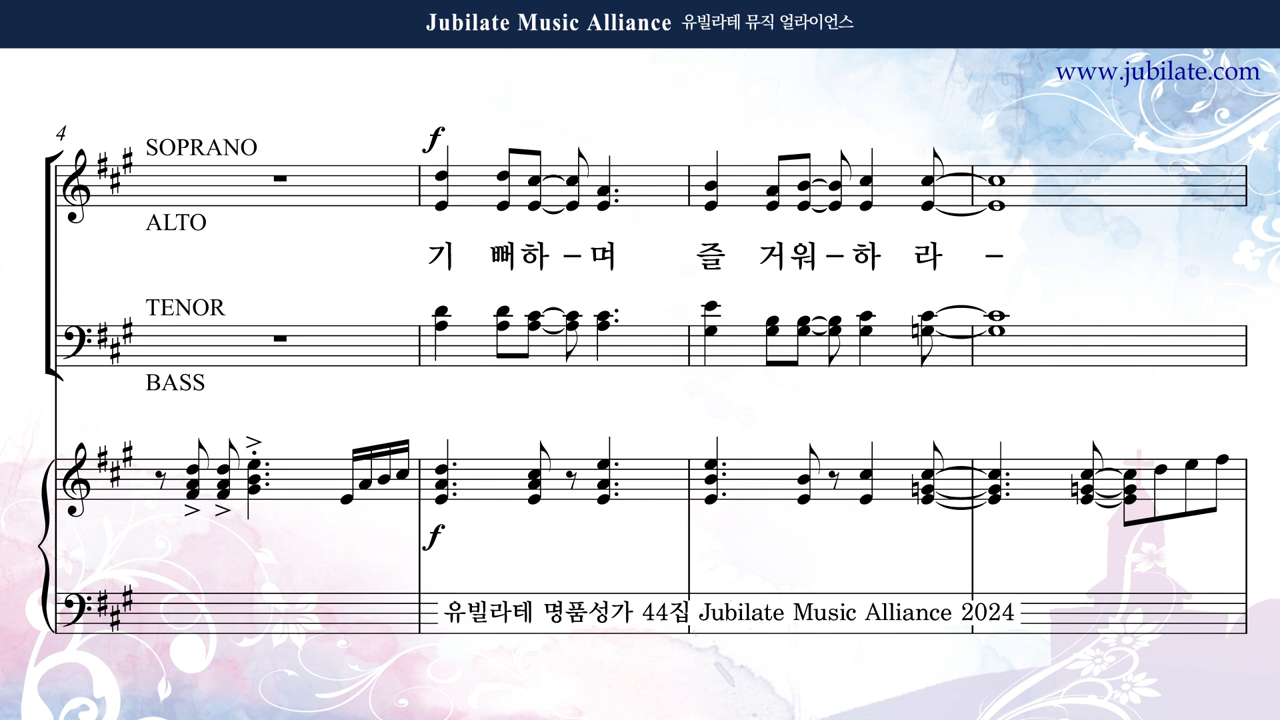 Jubilate Music Alliance 유빌라테 뮤직 얼라이언스
www.jubilate.com
4
SOPRANO
f
ALTO
기 뻐하 –며 즐 거워 – 하 라 –
TENOR
BASS
f
유빌라테 명품성가 44집 Jubilate Music Alliance 2024